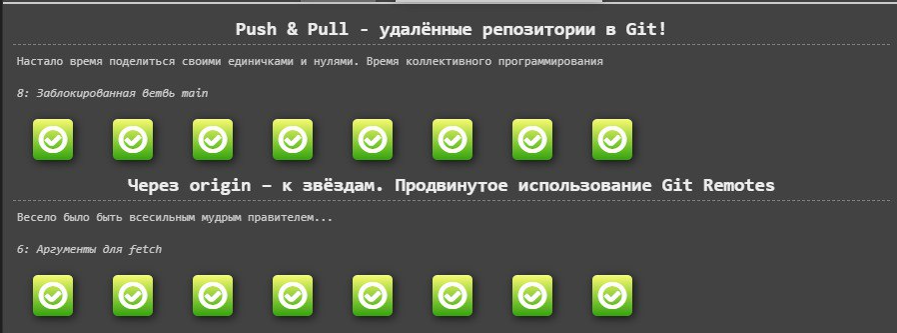 Push & Pull - удалённые репозитории в Git!
Настало время поделиться своими единичками и нулями. Время коллективного программирования
8: Заблокированная ветвь main
Через origin – к звёздам. Продвинутое использование Git Remotes
Весело было быть всесильным мудрым правителем...
6: Аргументы для fetch